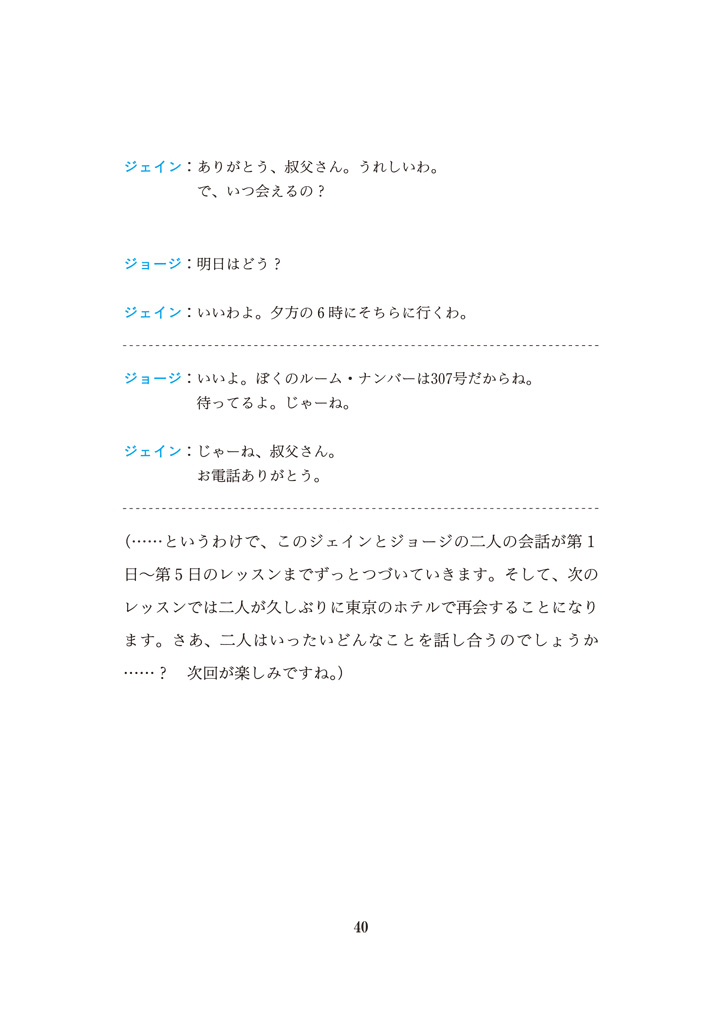 ジェイン：ありがとう、叔父さん。うれしいわ。
で、いつ会えるの？
ジョージ：明日はどう？
ジェイン：いいわよ。夕方の６時にそちらに行くわ。
ジョージ：いいよ。ぼくのルーム・ナンバーは307号だからね。
待ってるよ。じゃーね。
ジェイン：じゃーね、叔父さん。
お電話ありがとう。
（……というわけで、このジェインとジョージの二人の会話が第１
日〜第５日のレッスンまでずっとつづいていきます。そして、次の
レッスンでは二人が久しぶりに東京のホテルで再会することになり
ます。さあ、二人はいったいどんなことを話し合うのでしょうか
……？　次回が楽しみですね。）
40